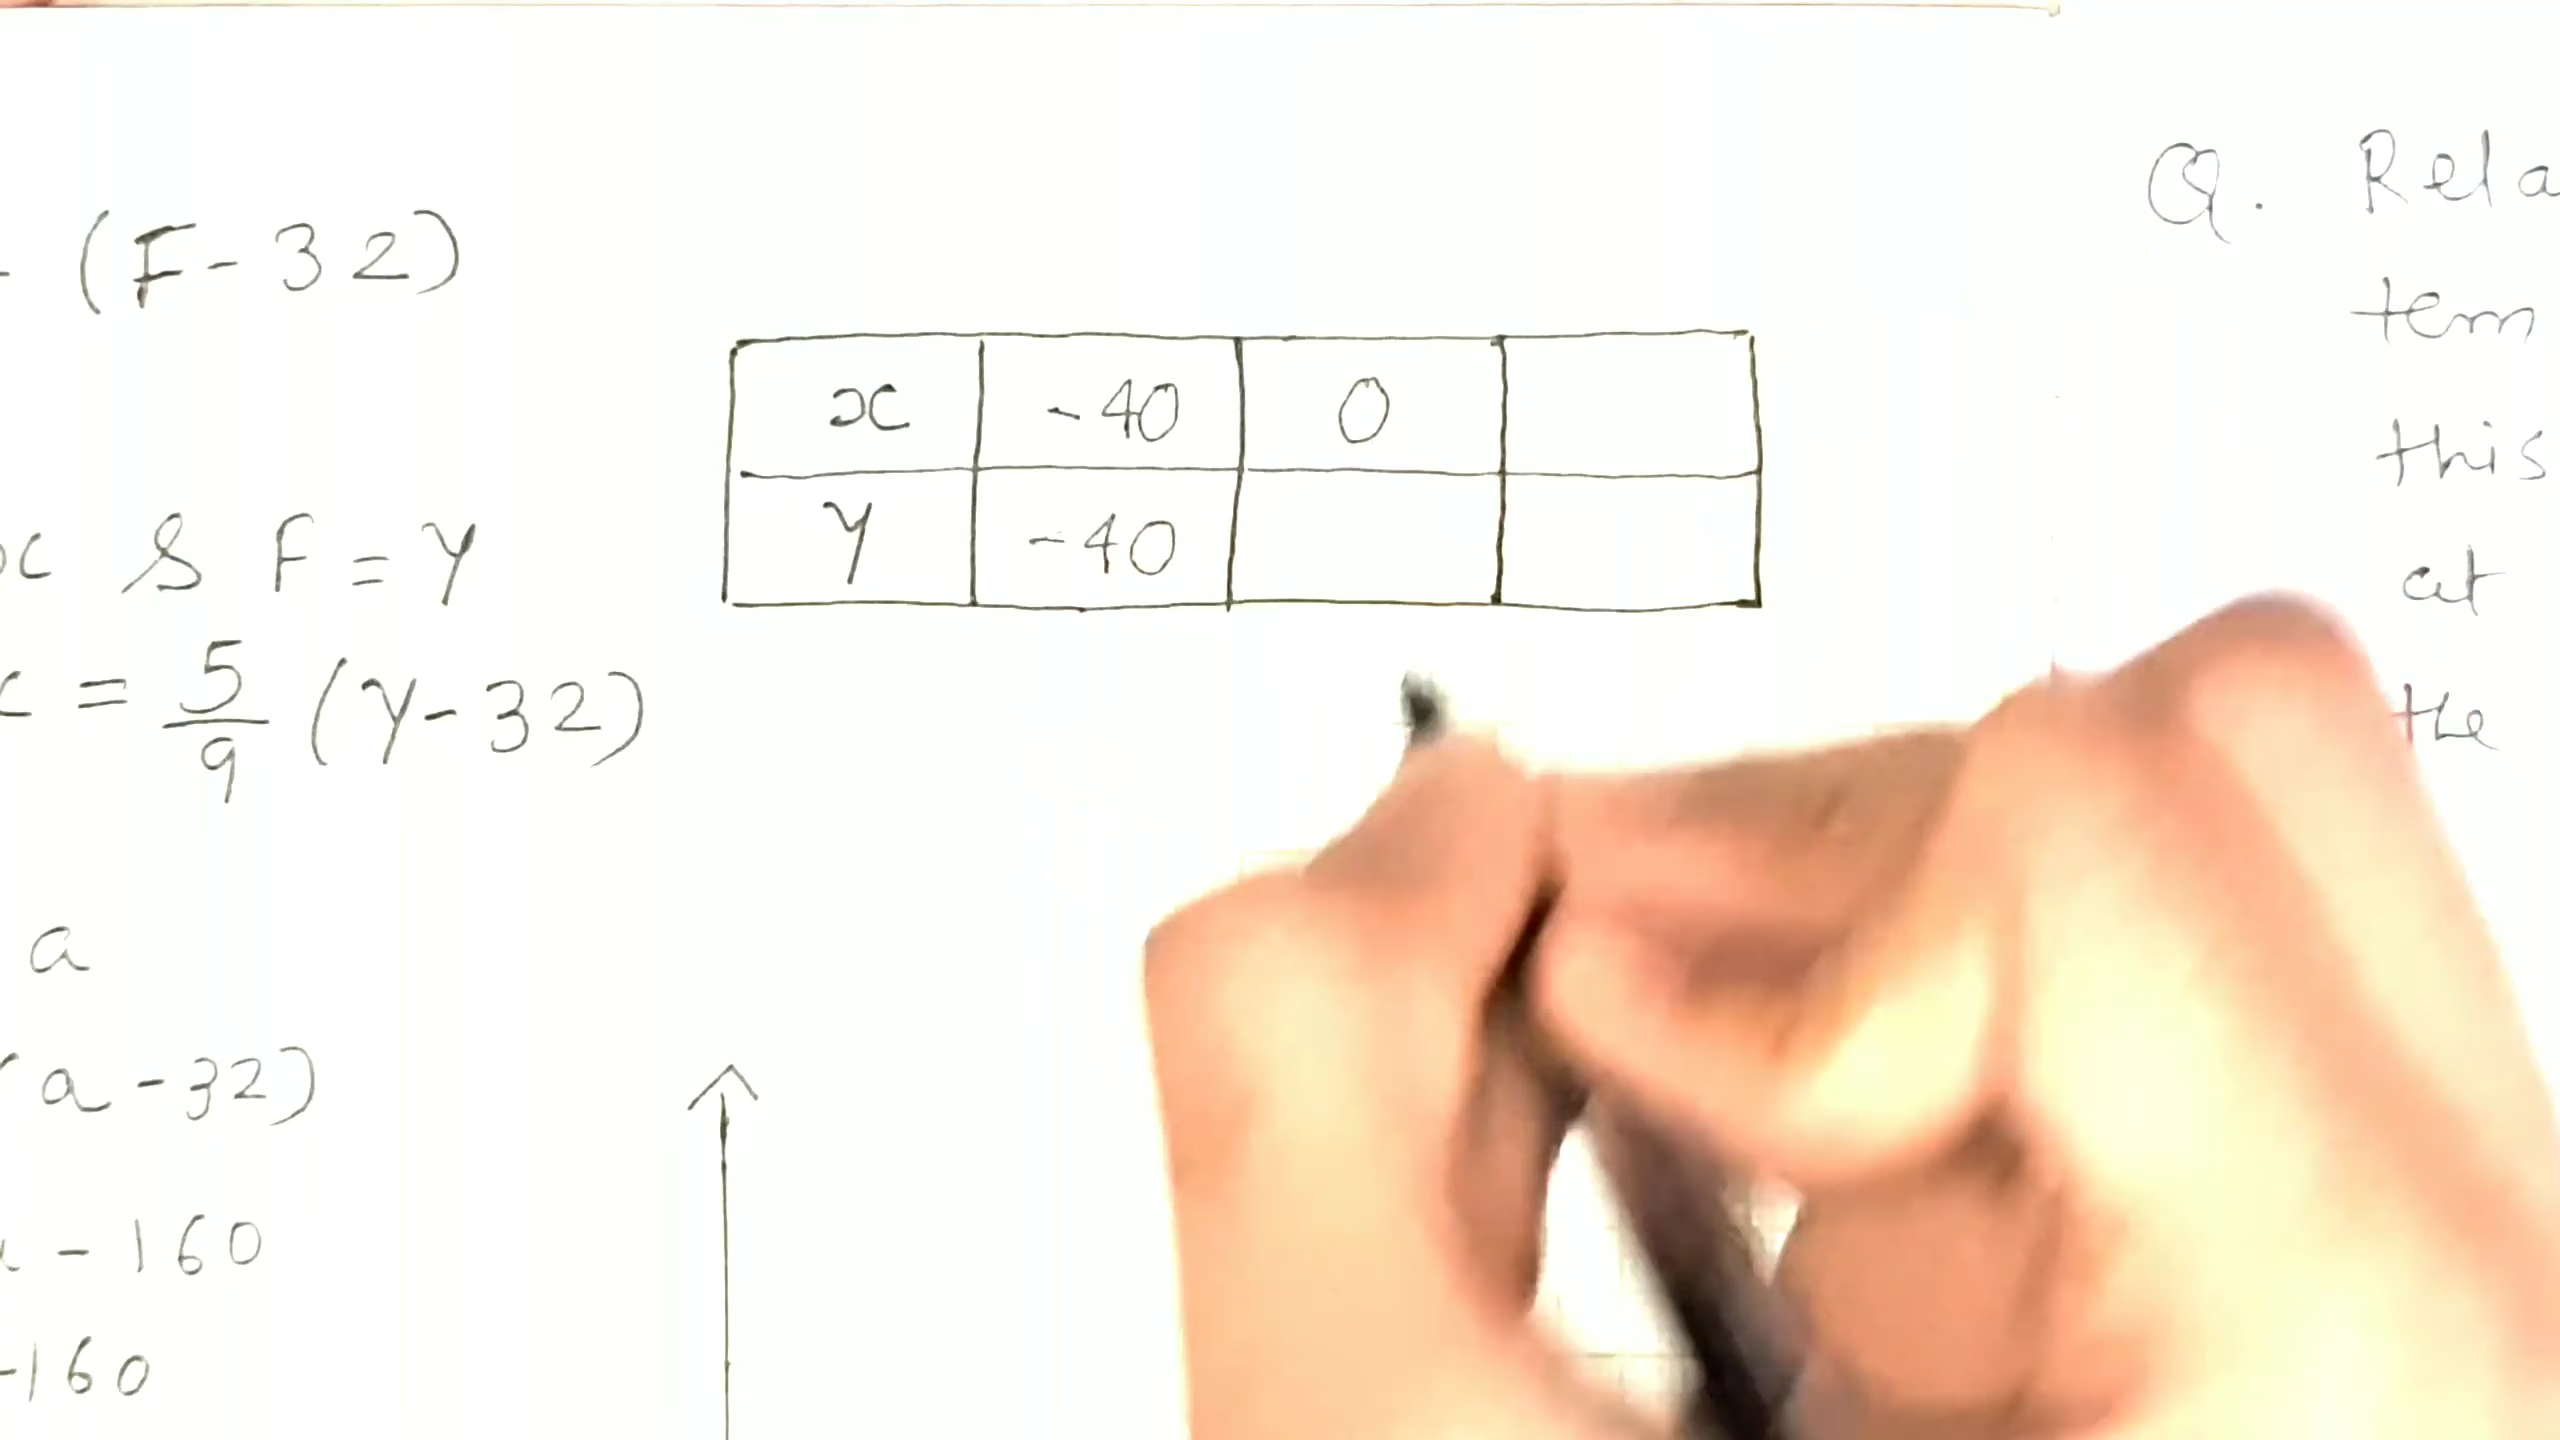 (F-32)
x & F = y
x = 5/9 (y-32)
a
(a-32)
- 160
-160
x -40 0
y -40
Q. Rela
tem
this
at
the